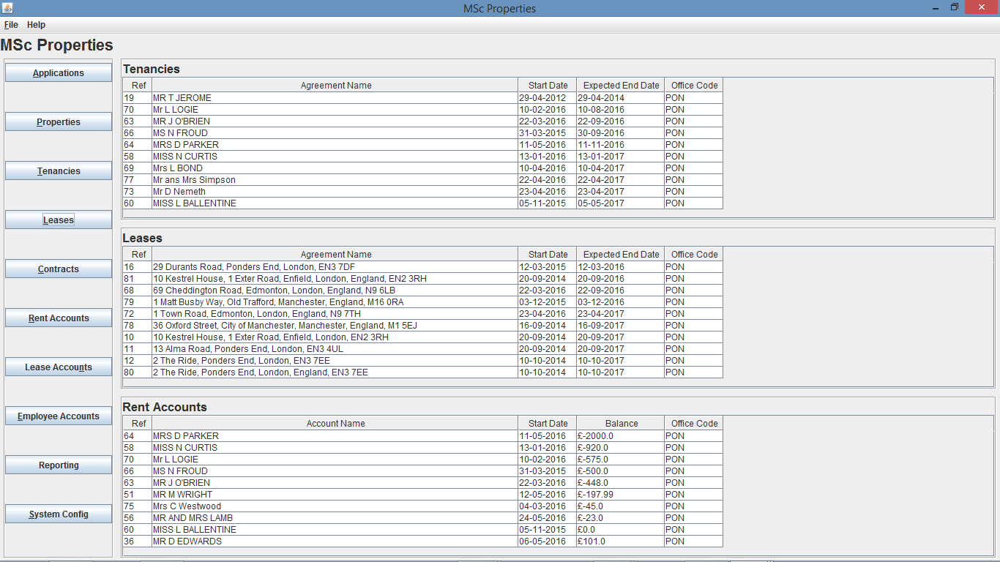 MSc Properties
File Help
MSc Properties
Applications
Properties
Tenancies
Leases
Contracts
Rent Accounts
Lease Accounts
Employee Accounts
Reporting
System Config
Tenancies
Ref Agreement Name Start Date Expected End Date Office Code
19 MR T JEROME 29-04-2012 29-04-2014 PON
70 Mr L LOGIE 10-02-2016 10-08-2016 PON
63 MR J O'BRIEN 22-03-2016 22-09-2016 PON
66 MS N FROUD 31-03-2015 30-09-2016 PON
64 MRS D PARKER 11-05-2016 11-11-2016 PON
58 MISS N CURTIS 13-01-2016 13-01-2017 PON
69 Mrs L BOND 10-04-2016 10-04-2017 PON
77 Mr ans Mrs Simpson 22-04-2016 22-04-2017 PON
73 Mr D Nemeth 23-04-2016 23-04-2017 PON
60 MISS L BALLENTINE 05-11-2015 05-05-2017 PON
Leases
Ref Agreement Name Start Date Expected End Date Office Code
16 29 Durants Road, Ponders End, London, EN3 7DF 12-03-2015 12-03-2016 PON
81 10 Kestrel House, 1 Exter Road, Enfield, London, England, EN2 3RH 20-09-2014 20-09-2016 PON
68 69 Cheddington Road, Edmonton, London, England, N9 6LB 22-03-2016 22-09-2016 PON
79 1 Matt Busby Way, Old Trafford, Manchester, England, M16 0RA 03-12-2015 03-12-2016 PON
72 1 Town Road, Edmonton, London, England, N9 7TH 23-04-2016 23-04-2017 PON
78 36 Oxford Street, City of Manchester, Manchester, England, M1 5EJ 16-09-2014 16-09-2017 PON
10 10 Kestrel House, 1 Exter Road, Enfield, London, EN2 3RH 20-09-2014 20-09-2017 PON
11 13 Alma Road, Ponders End, London, EN3 4UL 20-09-2014 20-09-2017 PON
12 2 The Ride, Ponders End, London, EN3 7EE 10-10-2014 10-10-2017 PON
80 2 The Ride, Ponders End, London, England, EN3 7EE 10-10-2014 10-10-2017 PON
Rent Accounts
Ref Account Name Start Date Balance Office Code
64 MRS D PARKER 11-05-2016 £-2000.0 PON
58 MISS N CURTIS 13-01-2016 £-920.0 PON
70 Mr L LOGIE 10-02-2016 £-575.0 PON
66 MS N FROUD 31-03-2015 £-500.0 PON
63 MR J O'BRIEN 22-03-2016 £-448.0 PON
51 MR M WRIGHT 12-05-2016 £-197.99 PON
75 Mrs C Westwood 04-03-2016 £-45.0 PON
56 MR AND MRS LAMB 24-05-2016 £-23.0 PON
60 MISS L BALLENTINE 05-11-2015 £0.0 PON
36 MR D EDWARDS 06-05-2016 £101.0 PON